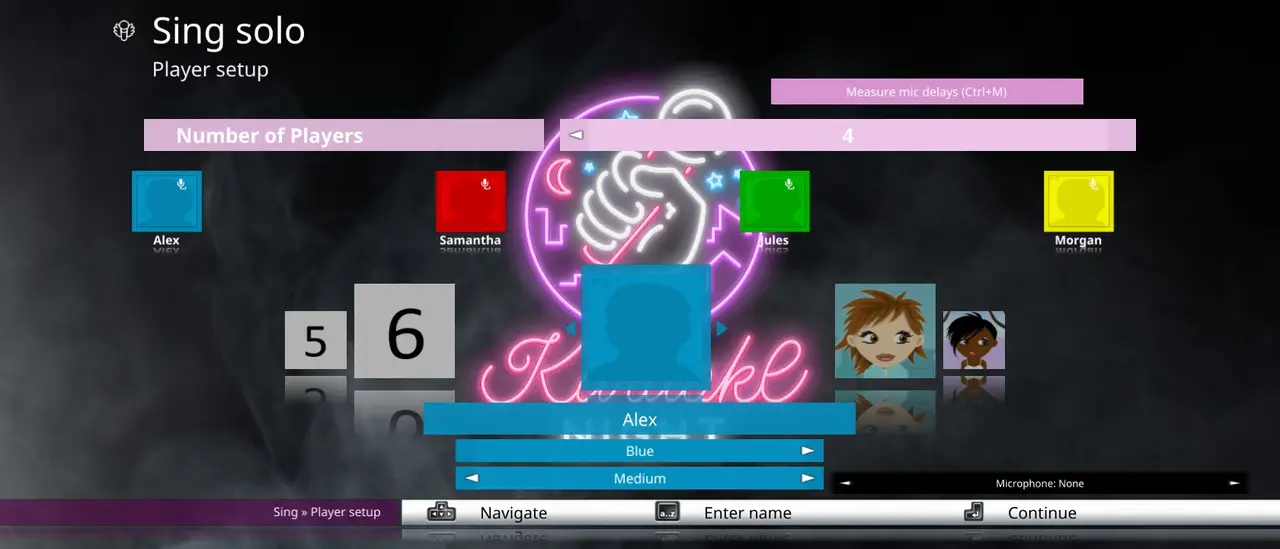 Sing solo
Player setup
Measure mic delays (Ctrl+M)
Number of Players
4
Alex
Samantha
Jules
Morgan
5
6
Alex
Blue
Medium
Microphone: None
Sing » Player setup
Navigate
a..z
Enter name
Continue